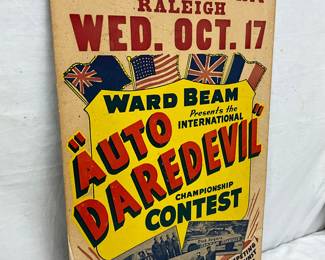 RALEIGH
WED. OCT. 17
WARD BEAM
Presents the
INTERNATIONAL
"AUTO
DAREDEVIL"
CHAMPIONSHIP
CONTEST